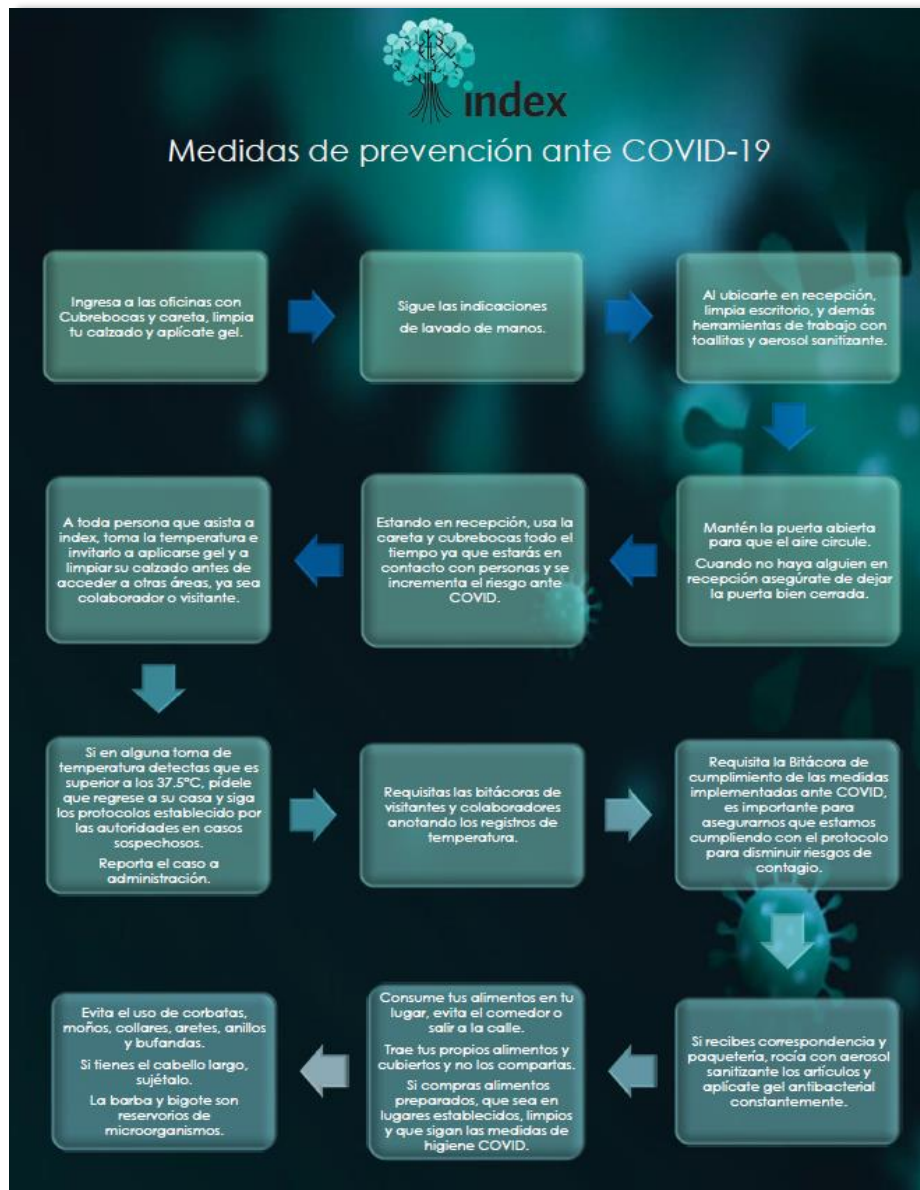 index
Medidas de prevención ante COVID-19
Ingresa a las oficinas con
Cubrebocas y careta, limpia
tu calzado y aplícate gel.
Sigue las indicaciones
de lavado de manos.
Al ubicarte en recepción,
limpia escritorio, y demás
herramientas de trabajo con
toallitas y aerosol sanitizante.
Mantén la puerta abierta
para que el aire circule.
Cuando no haya alguien en
recepción asegúrate de dejar
la puerta bien cerrada.
Estando en recepción, usa la
careta y cubrebocas todo el
tiempo ya que estarás en
contacto con personas y se
incrementa el riesgo ante
COVID.
A toda persona que asista a
index, toma la temperatura e
invitarlo a aplicarse gel y a
limpiar su calzado antes de
acceder a otras áreas, ya sea
colaborador o visitante.
Si en alguna toma de
temperatura detectas que es
superior a los 37.5°C, pídele
que regrese a su casa y siga
los protocolos establecido por
las autoridades en casos
sospechosos.
Reporta el caso a
administración.
Requisitas las bitácoras de
visitantes y colaboradores
anotando los registros de
temperatura.
Requisita la Bitácora de
cumplimiento de las medidas
implementadas ante COVID,
es importante para
asegurarnos que estamos
cumpliendo con el protocolo
para disminuir riesgos de
contagio.
Si recibes correspondencia y
paquetería, rocía con aerosol
sanitizante los artículos y
aplícate gel antibacterial
constantemente.
Consume tus alimentos en tu
lugar, evita el comedor o
salir a la calle.
Trae tus propios alimentos y
cubiertos y no los compartas.
Si compras alimentos
preparados, que sea en
lugares establecidos, limpios
y que sigan las medidas de
higiene COVID.
Evita el uso de corbatas,
moños, collares, aretes, anillos
y bufandas.
Si tienes el cabello largo,
sujétalo.
La barba y bigote son
reservorios de
microorganismos.